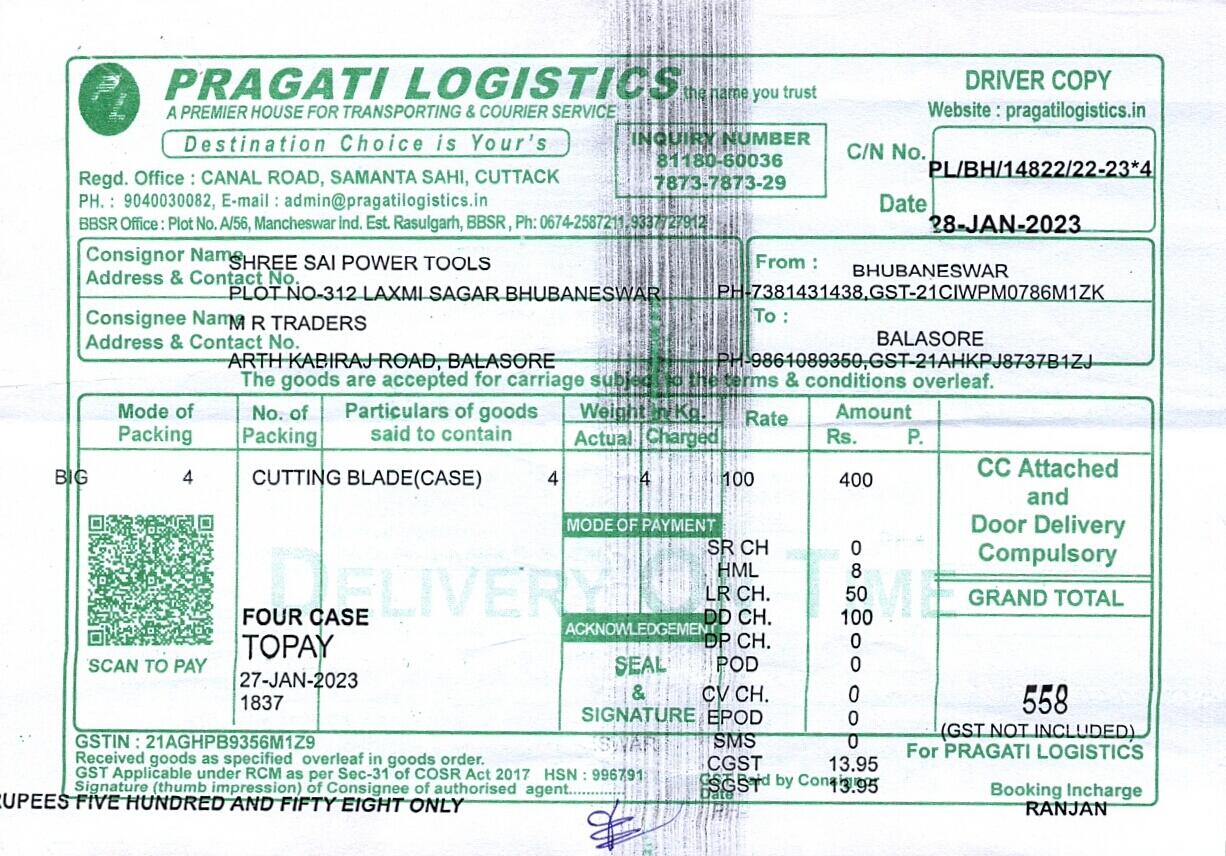 PRAGATI LOGISTICS the name you trust
A PREMIER HOUSE FOR TRANSPORTING & COURIER SERVICE
Destination Choice is Your's
DRIVER COPY
Website : pragatilogistics.in
INQUIRY NUMBER
81180-60036
7873-7873-29
C/N No. PL/BH/14822/22-23*4
Date 28-JAN-2023
Regd. Office : CANAL ROAD, SAMANTA SAHI, CUTTACK
PH. : 9040030082, E-mail : admin@pragatilogistics.in
BBSR Office : Plot No. A/56, Mancheswar Ind. Est. Rasulgarh, BBSR , Ph: 0674-2587211, 9337727912
Consignor Name SHREE SAI POWER TOOLS
Address & Contact No.
PLOT NO-312 LAXMI SAGAR BHUBANESWAR PH-7381431438,GST-21CIWPM0786M1ZK
From : BHUBANESWAR
Consignee Name M R TRADERS
Address & Contact No.
ARTH KABIRAJ ROAD, BALASORE PH-9861089350,GST-21AHKPJ8737B1ZJ
To : BALASORE
The goods are accepted for carriage subject to the terms & conditions overleaf.
Mode of Packing
No. of Packing
Particulars of goods said to contain
Weight in Kg.
Actual Charged
Rate
Amount
Rs. P.
BIG 4 CUTTING BLADE(CASE) 4 4 100 400
CC Attached
and
Door Delivery
Compulsory
MODE OF PAYMENT
SR CH 0
HML 8
LR CH. 50
DD CH. 100
DP CH. 0
POD 0
CV CH. 0
EPOD 0
SMS 0
CGST 13.95
SGST 13.95
GRAND TOTAL
558
(GST NOT INCLUDED)
DELIVERY ON TIME
ACKNOWLEDGEMENT
SEAL
&
SIGNATURE
SCAN TO PAY
FOUR CASE
TOPAY
27-JAN-2023
1837
GSTIN : 21AGHPB9356M1Z9
Received goods as specified overleaf in goods order.
GST Applicable under RCM as per Sec-31 of COSR Act 2017 HSN : 996791
Signature (thumb impression) of Consignee of authorised agent............
GST Paid by Consignor
Date
For PRAGATI LOGISTICS
Booking Incharge
RANJAN
RUPEES FIVE HUNDRED AND FIFTY EIGHT ONLY